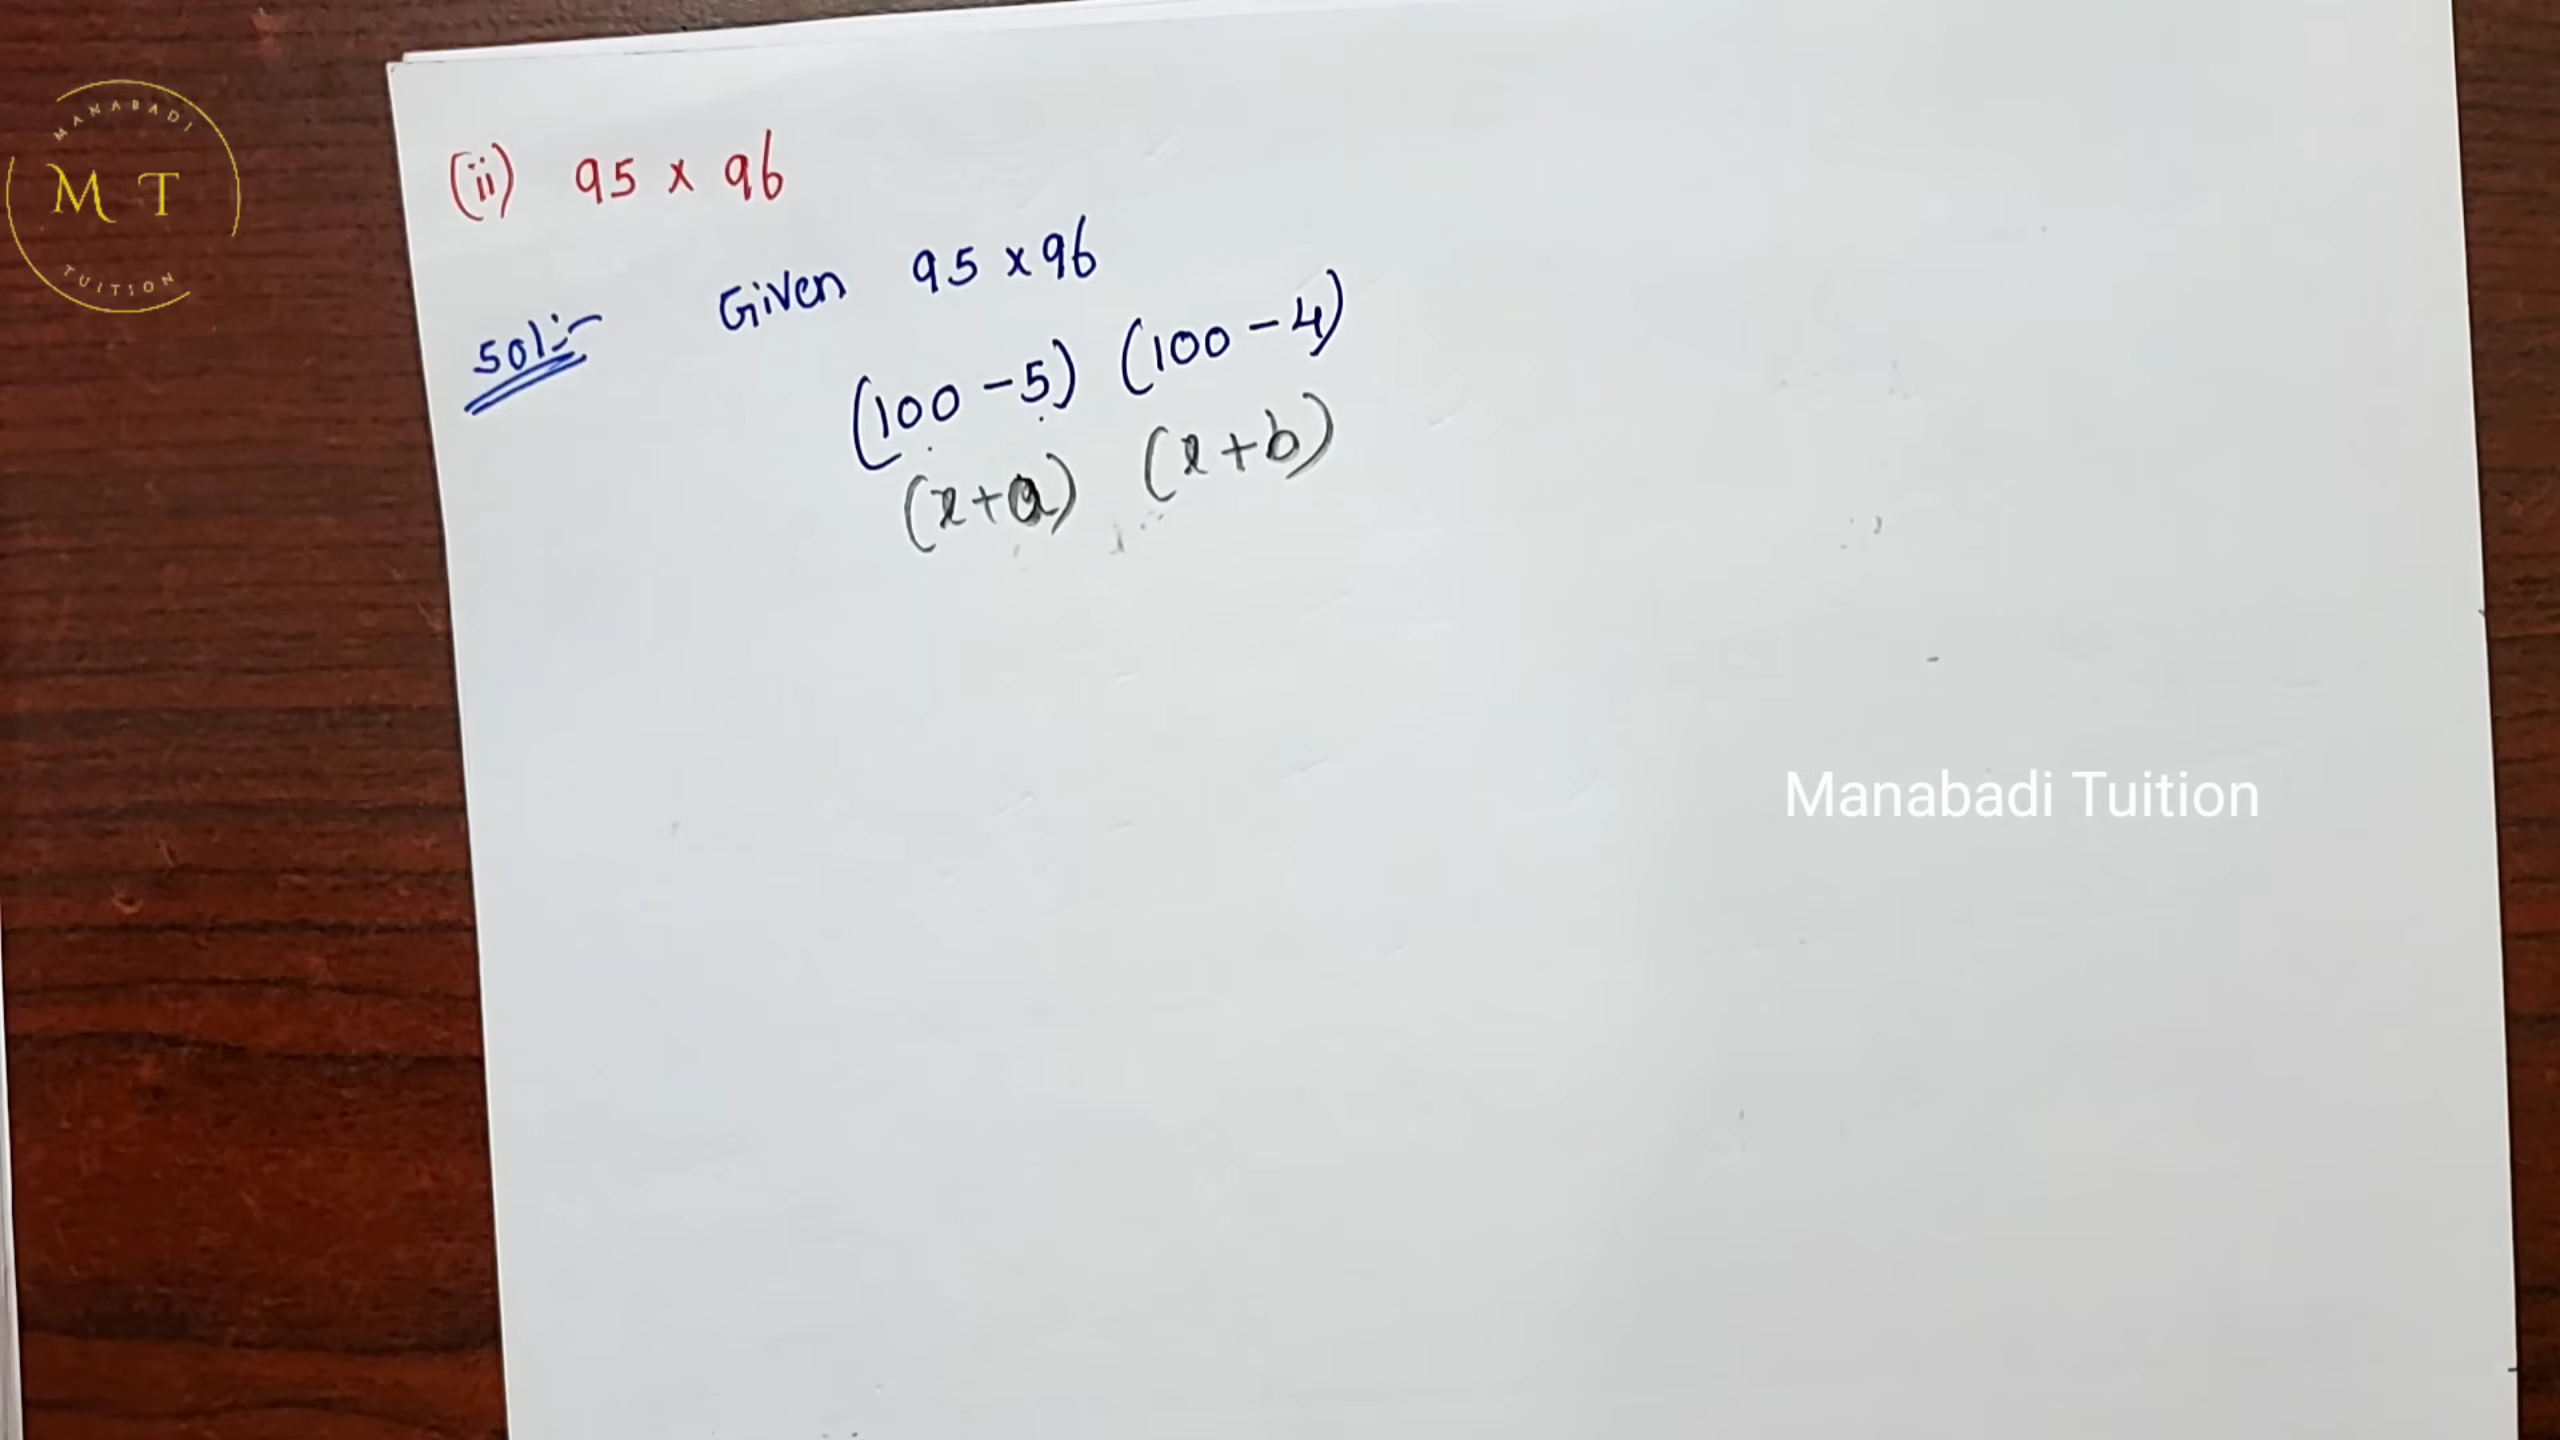 MANABADI
M T
TUITION
(ii) 95 × 96
Sol:- Given 95 × 96
(100 - 5) (100 - 4)
(x+a) (x+b)
Manabadi Tuition